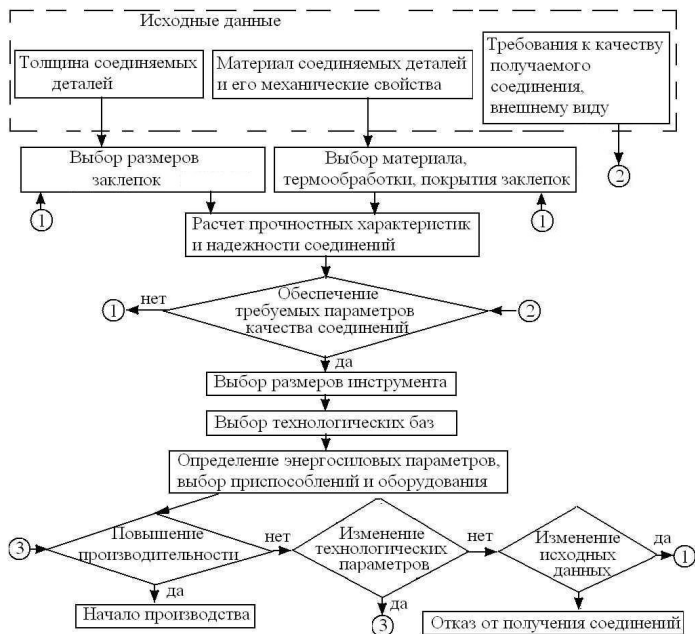 Исходные данные
Толщина соединяемых
деталей
Материал соединяемых деталей
и его механические свойства
Требования к качеству
получаемого
соединения,
внешнему виду
Выбор размеров
заклепок
Выбор материала,
термообработки, покрытия заклепок
2
1
1
Расчет прочностных характеристик
и надежности соединений
1
нет
Обеспечение
требуемых параметров
качества соединений
2
да
Выбор размеров инструмента
Выбор технологических баз
Определение энергосиловых параметров,
выбор приспособлений и оборудования
3
Повышение
производительности
нет
Изменение
технологических
параметров
нет
Изменение
исходных
данных
да
1
да
Начало производства
да
3
Отказ от получения соединений